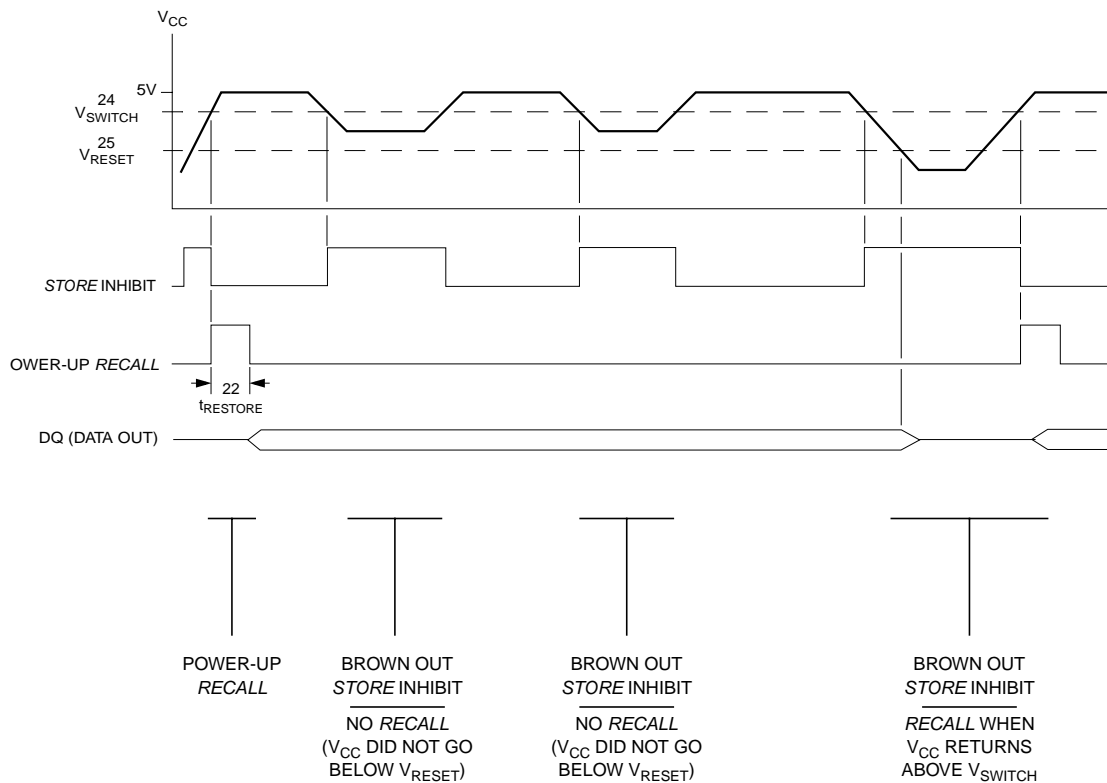 VCC
5V
24
VSWITCH
25
VRESET
STORE INHIBIT
OWER-UP RECALL
22
tRESTORE
DQ (DATA OUT)
POWER-UP
RECALL
BROWN OUT
STORE INHIBIT
NO RECALL
(VCC DID NOT GO
BELOW VRESET)
BROWN OUT
STORE INHIBIT
NO RECALL
(VCC DID NOT GO
BELOW VRESET)
BROWN OUT
STORE INHIBIT
RECALL WHEN
VCC RETURNS
ABOVE VSWITCH